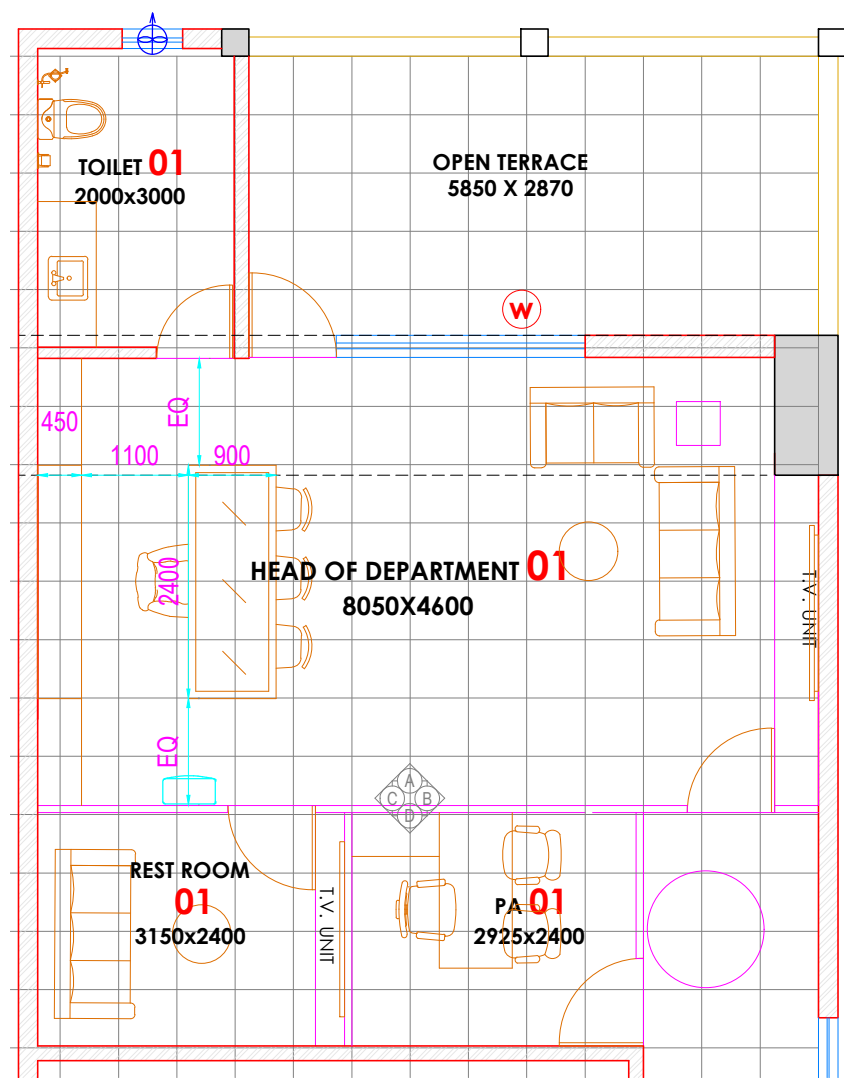 TOILET 01
2000x3000
OPEN TERRACE
5850 X 2870
W
450
EQ
1100
900
2400
HEAD OF DEPARTMENT 01
8050X4600
T.V. UNIT
EQ
A
C
B
D
REST ROOM
01
3150x2400
T.V. UNIT
PA 01
2925x2400